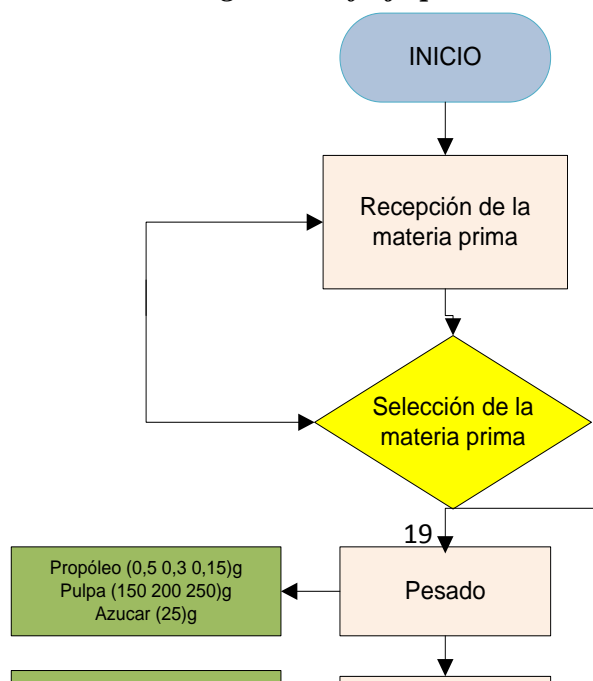 INICIO
Recepción de la
materia prima
Selección de la
materia prima
19
Propóleo (0,5 0,3 0,15)g
Pulpa (150 200 250)g
Azucar (25)g
Pesado